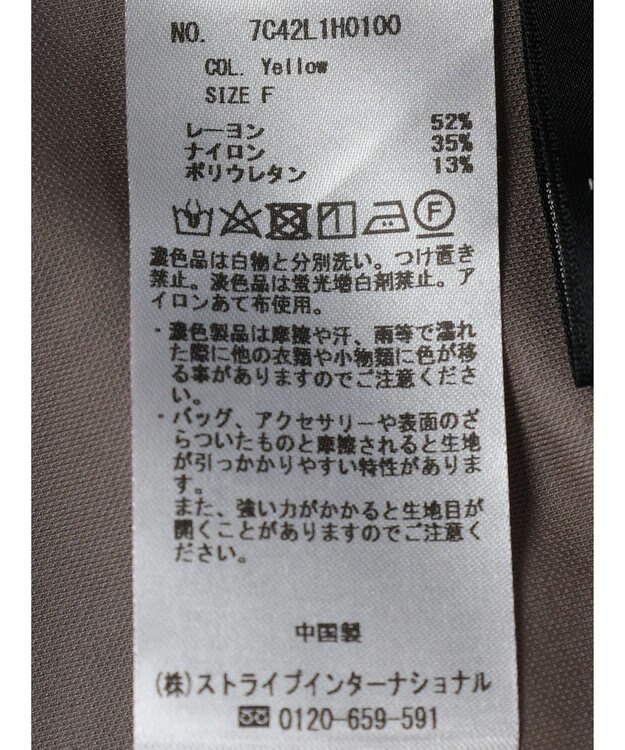 NO. 7C42L1H0100
COL. Yellow
SIZE F
レーヨン 52%
ナイロン 35%
ポリウレタン 13%
F
濃色品は白物と分別洗い。つけ置き
禁止。淡色品は蛍光増白剤禁止。ア
イロンあて布使用。
・濃色製品は摩擦や汗、雨等で濡れ
た際に他の衣類や小物類に色が移
る事がありますのでご注意くださ
い。
・バッグ、アクセサリーや表面のざ
らついたものと摩擦されると生地
が引っかかりやすい特性がありま
す。
また、強い力がかかると生地目が
開くことがありますのでご注意く
ださい。
中国製
(株)ストライプインターナショナル
0120-659-591